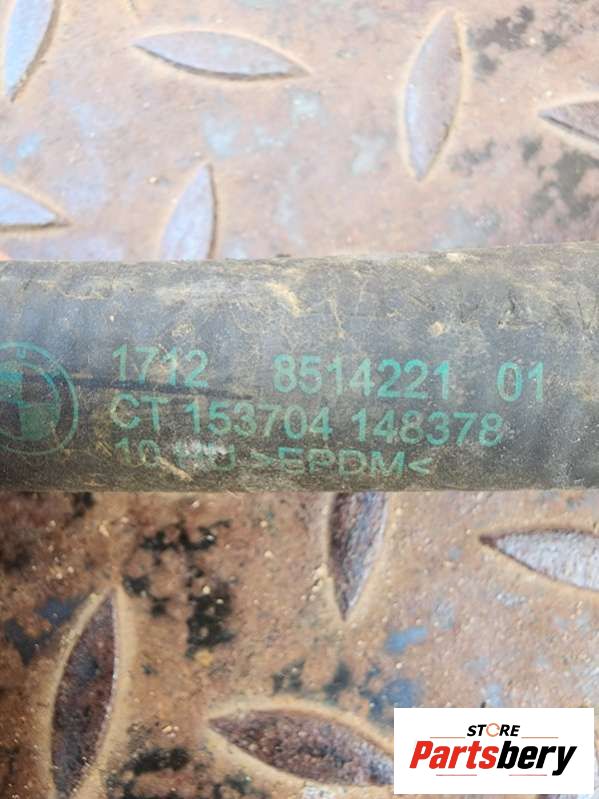 1712 8514221 01
CT 153704 148378
>EPDM<
STORE
Partsbery